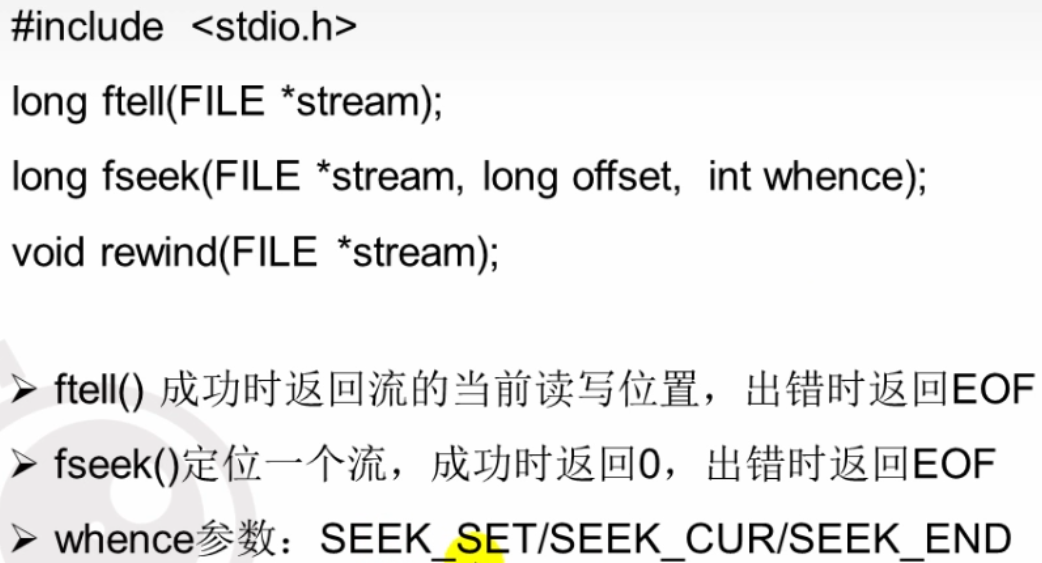 #include <stdio.h>
long ftell(FILE *stream);
long fseek(FILE *stream, long offset, int whence);
void rewind(FILE *stream);
➢ ftell() 成功时返回流的当前读写位置，出错时返回EOF
➢ fseek()定位一个流，成功时返回0，出错时返回EOF
➢ whence参数：SEEK_SET/SEEK_CUR/SEEK_END